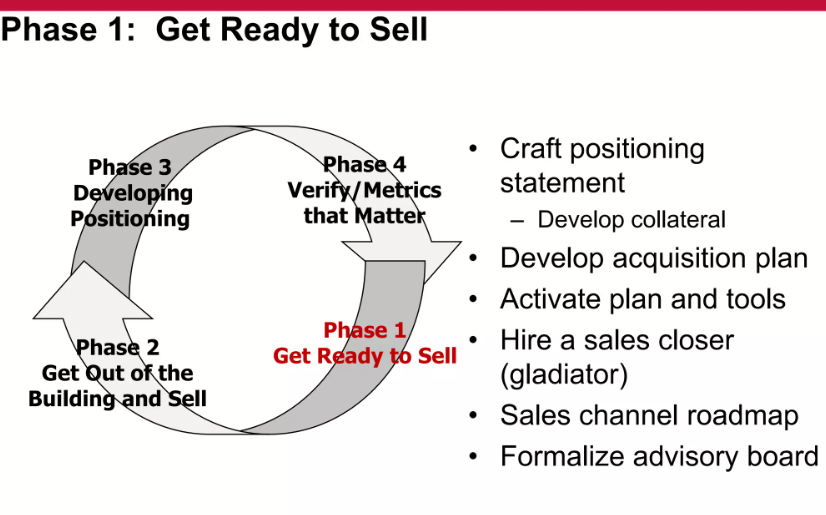 Phase 1:  Get Ready to Sell
Phase 3
Developing
Positioning
Phase 4
Verify/Metrics
that Matter
Phase 1
Get Ready to Sell
Phase 2
Get Out of the
Building and Sell
• Craft positioning
statement
– Develop collateral
• Develop acquisition plan
• Activate plan and tools
• Hire a sales closer
(gladiator)
• Sales channel roadmap
• Formalize advisory board